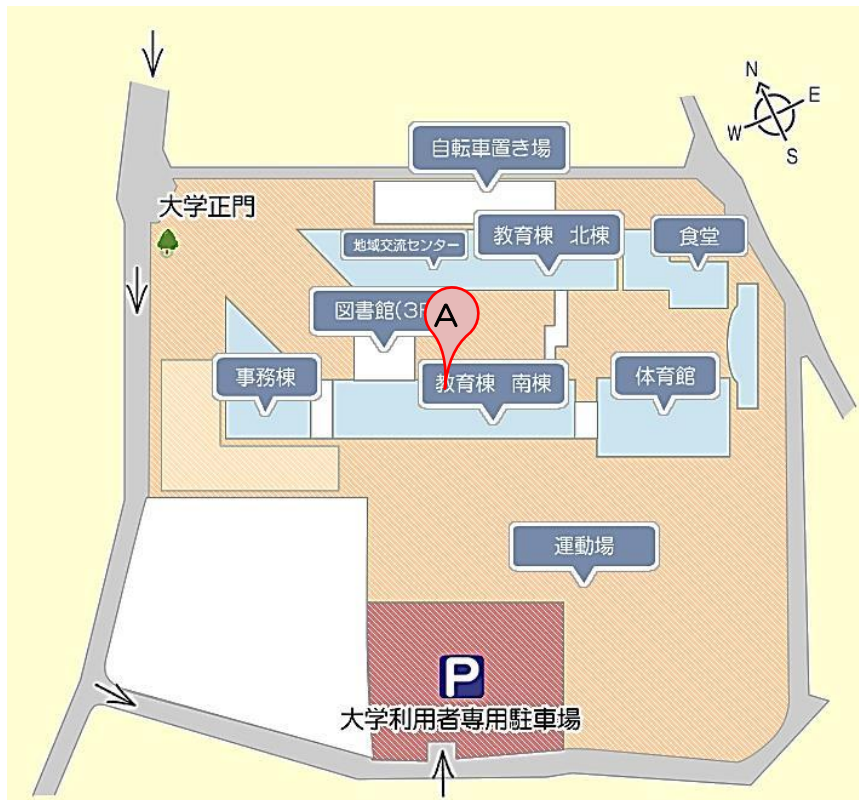 N
E
W
S
自転車置き場
大学正門
地域交流センター
教育棟 北棟
食堂
図書館(3F
A
事務棟
教育棟 南棟
体育館
運動場
P
大学利用者専用駐車場